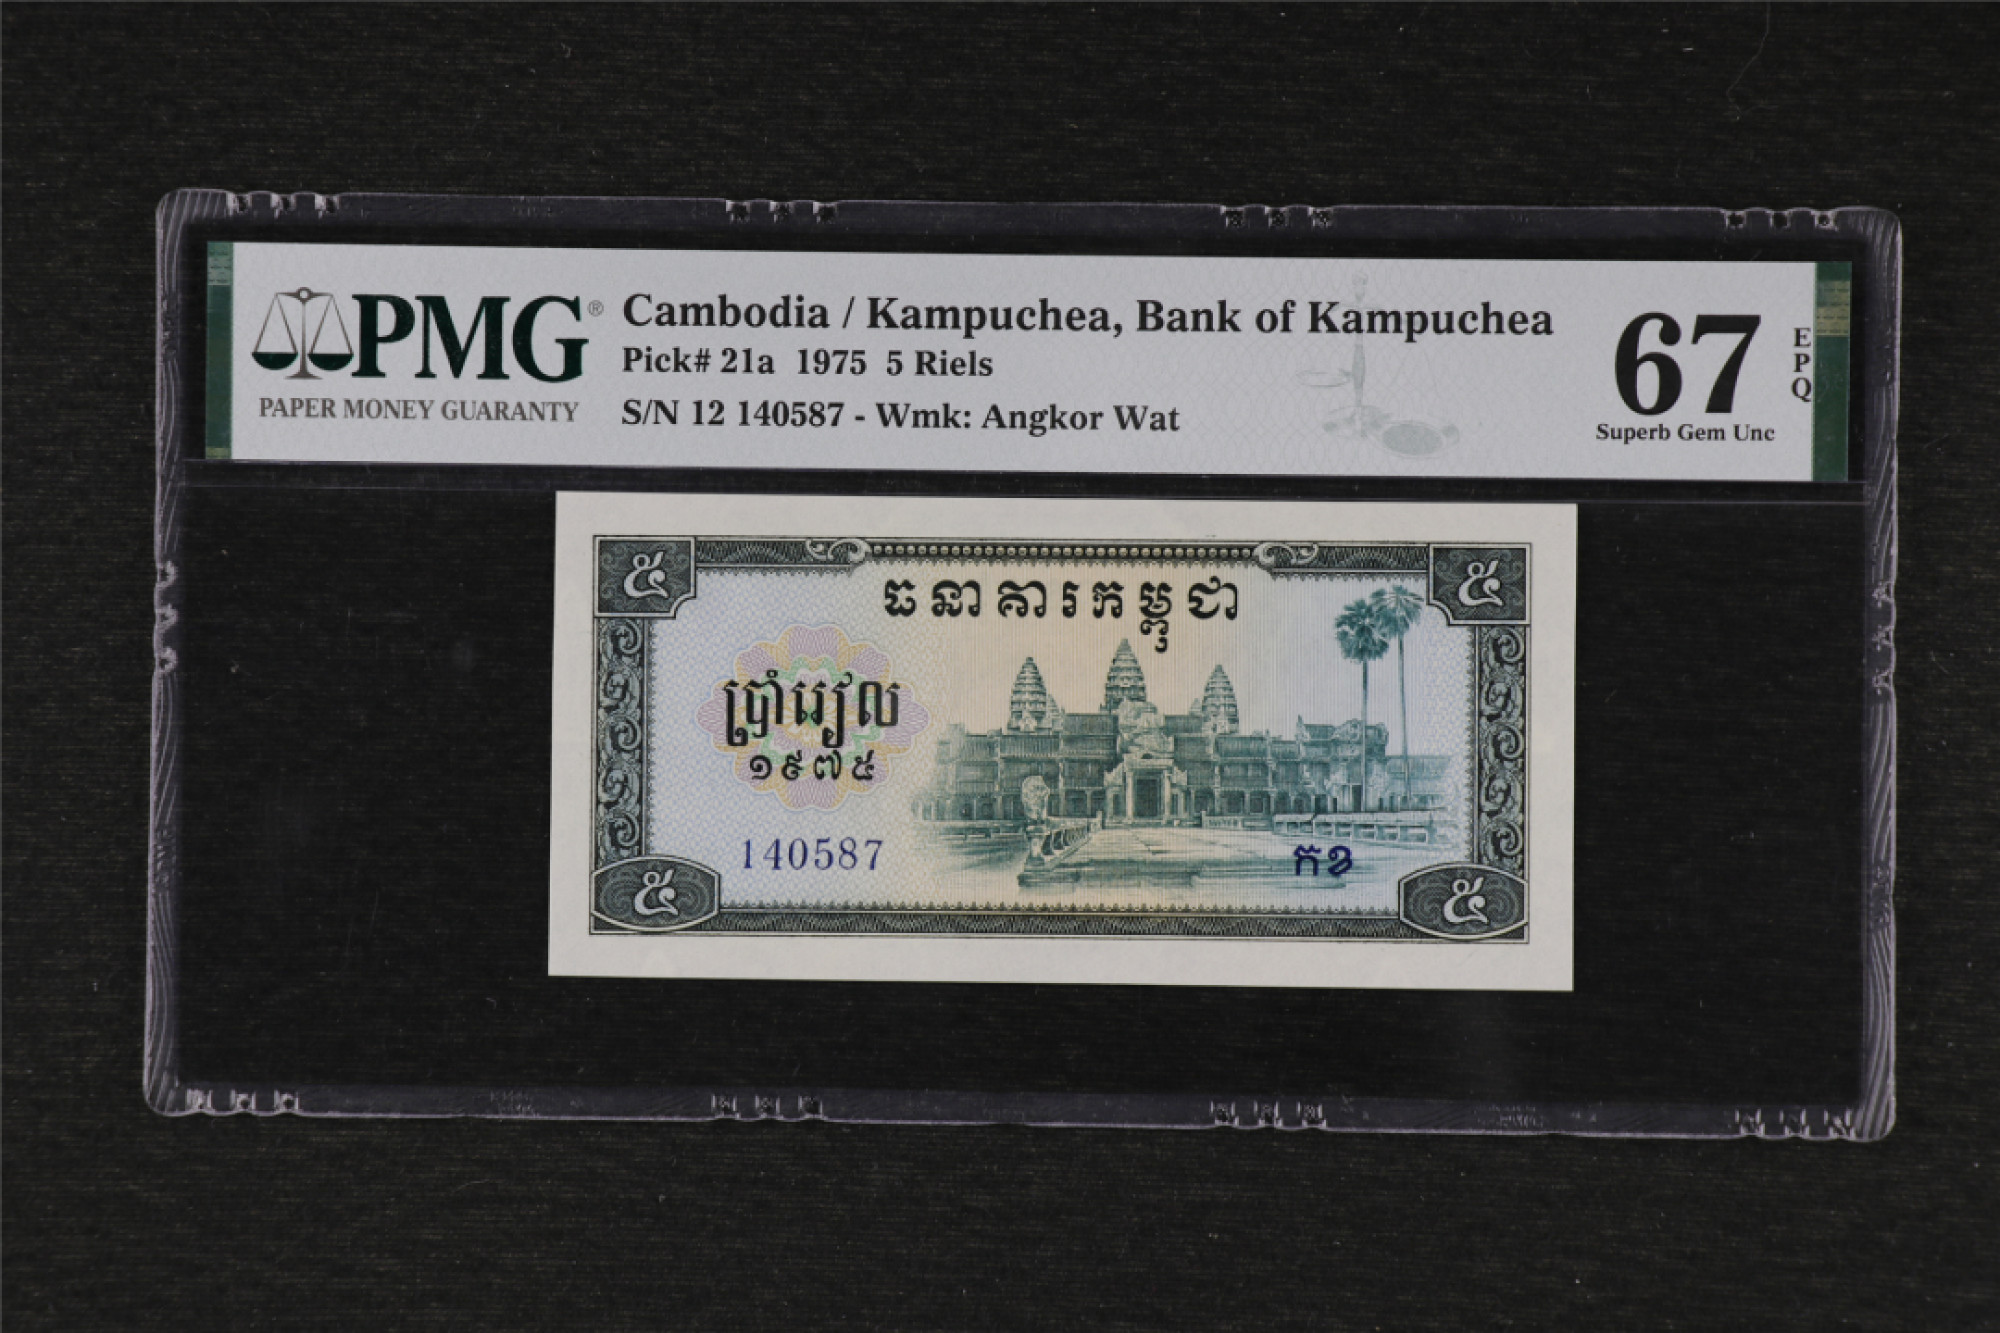 PMG®
PAPER MONEY GUARANTY
Cambodia / Kampuchea, Bank of Kampuchea
Pick# 21a 1975 5 Riels
S/N 12 140587 - Wmk: Angkor Wat
67
EPQ
Superb Gem Unc
៥ ៥
ធនាគារកម្ពុជា
ប្រាំរៀល
១៩៧៥
140587
កខ
៥ ៥